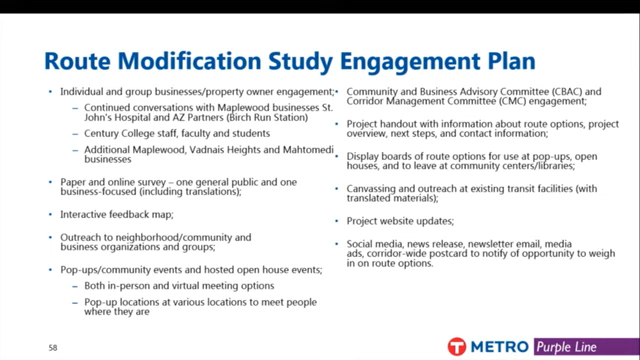 Route Modification Study Engagement Plan
• Individual and group businesses/property owner engagement;
– Continued conversations with Maplewood businesses St.
John's Hospital and AZ Partners (Birch Run Station)
– Century College staff, faculty and students
– Additional Maplewood, Vadnais Heights and Mahtomedi
businesses
• Paper and online survey – one general public and one
business-focused (including translations);
• Interactive feedback map;
• Outreach to neighborhood/community and
business organizations and groups;
• Pop-ups/community events and hosted open house events;
– Both in-person and virtual meeting options
– Pop-up locations at various locations to meet people
where they are
• Community and Business Advisory Committee (CBAC) and
Corridor Management Committee (CMC) engagement;
• Project handout with information about route options, project
overview, next steps, and contact information;
• Display boards of route options for use at pop-ups, open
houses, and to leave at community centers/libraries;
• Canvassing and outreach at existing transit facilities (with
translated materials);
• Project website updates;
• Social media, news release, newsletter email, media
ads, corridor-wide postcard to notify of opportunity to weigh
in on route options.
58
T METRO Purple Line